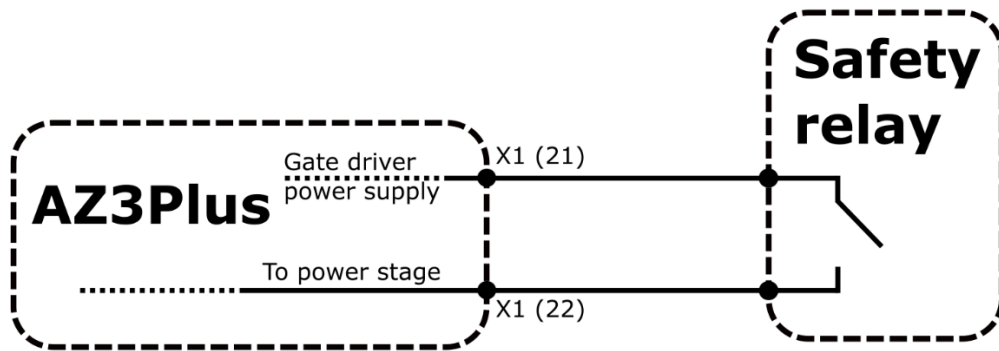 Safety
relay
X1 (21)
Gate driver
power supply
AZ3Plus
To power stage
X1 (22)